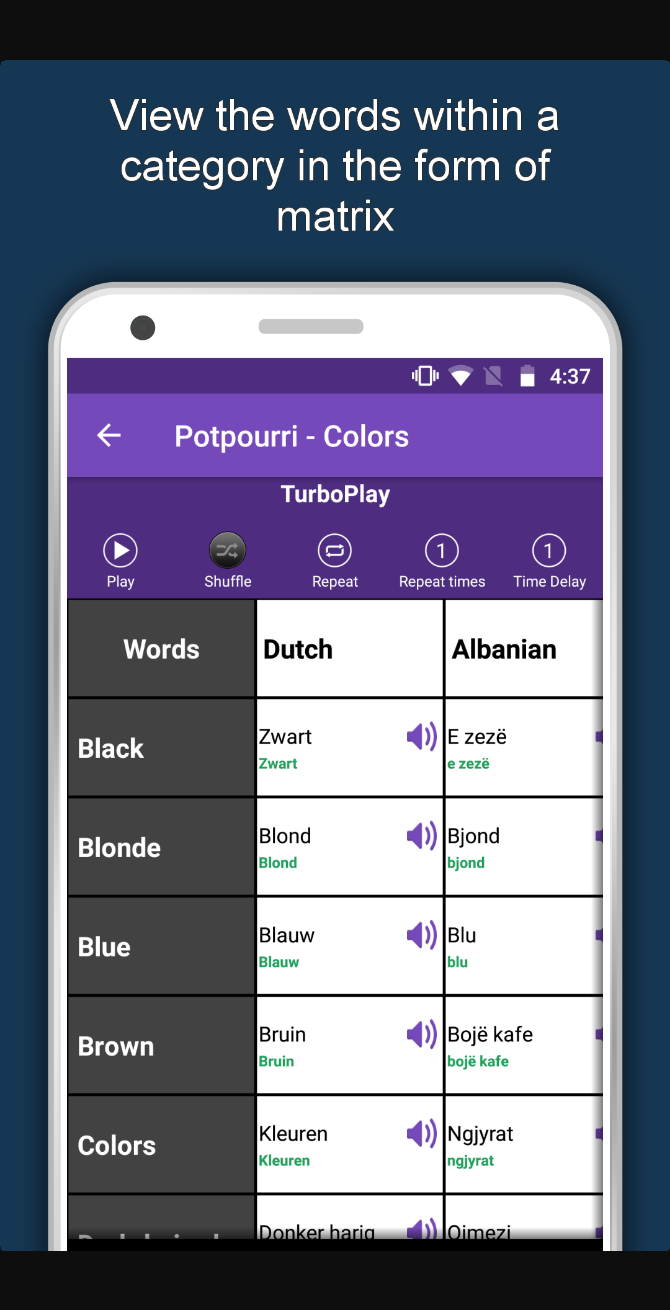 View the words within a
category in the form of
matrix
4:37
Potpourri - Colors
TurboPlay
1
1
Play
Shuffle
Repeat
Repeat times
Time Delay
Words
Dutch
Albanian
Black
Zwart
E zezë
Zwart
e zezë
Blonde
Blond
Bjond
Blond
bjond
Blue
Blauw
Blu
Blauw
blu
Brown
Bruin
Bojë kafe
Bruin
bojë kafe
Colors
Kleuren
Ngjyrat
Kleuren
ngjyrat
Donker harig